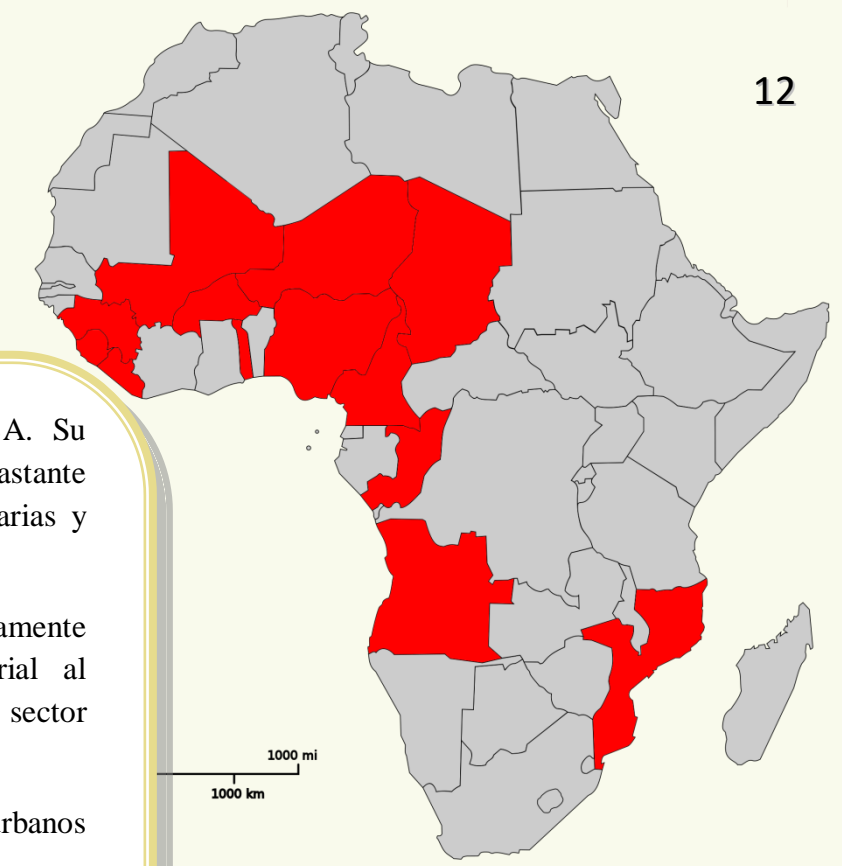 12
A. Su
astante
arias y
amente
rial al
sector
rbanos
1000 mi
1000 km